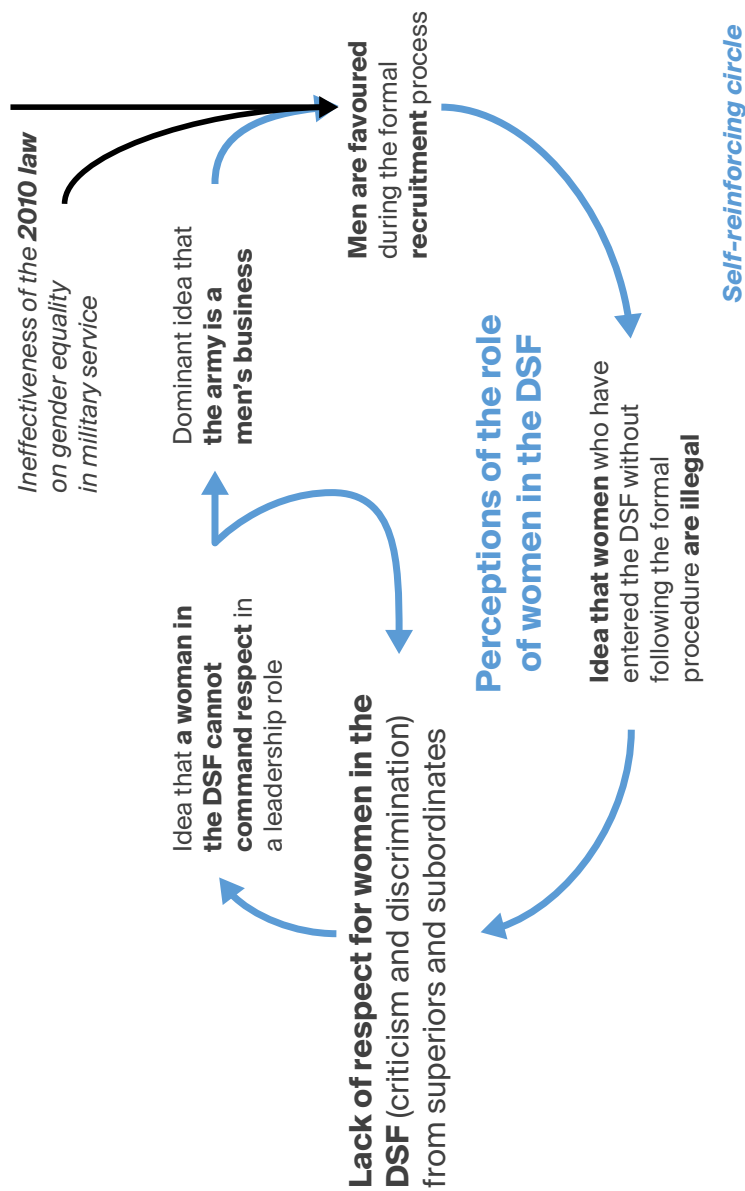 Ineffectiveness of the 2010 law
on gender equality
in military service
Dominant idea that
the army is a
men's business
Men are favoured
during the formal
recruitment process
Idea that a woman in
the DSF cannot
command respect in
a leadership role
Perceptions of the role
of women in the DSF
Idea that women who have
entered the DSF without
following the formal
procedure are illegal
Lack of respect for women in the
DSF (criticism and discrimination)
from superiors and subordinates
Self-reinforcing circle